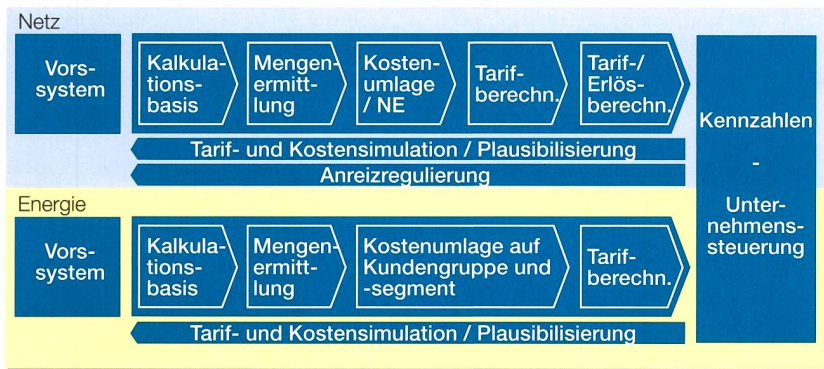 Netz
Vors-
system
Kalkula-
tions-
basis
Mengen-
ermitt-
lung
Kosten-
umlage
/ NE
Tarif-
berechn.
Tarif-/
Erlös-
berechn.
Tarif- und Kostensimulation / Plausibilisierung
Anreizregulierung
Kennzahlen
-
Unter-
nehmens-
steuerung
Energie
Vors-
system
Kalkula-
tions-
basis
Mengen-
ermitt-
lung
Kostenumlage auf
Kundengruppe und
-segment
Tarif-
berechn.
Tarif- und Kostensimulation / Plausibilisierung